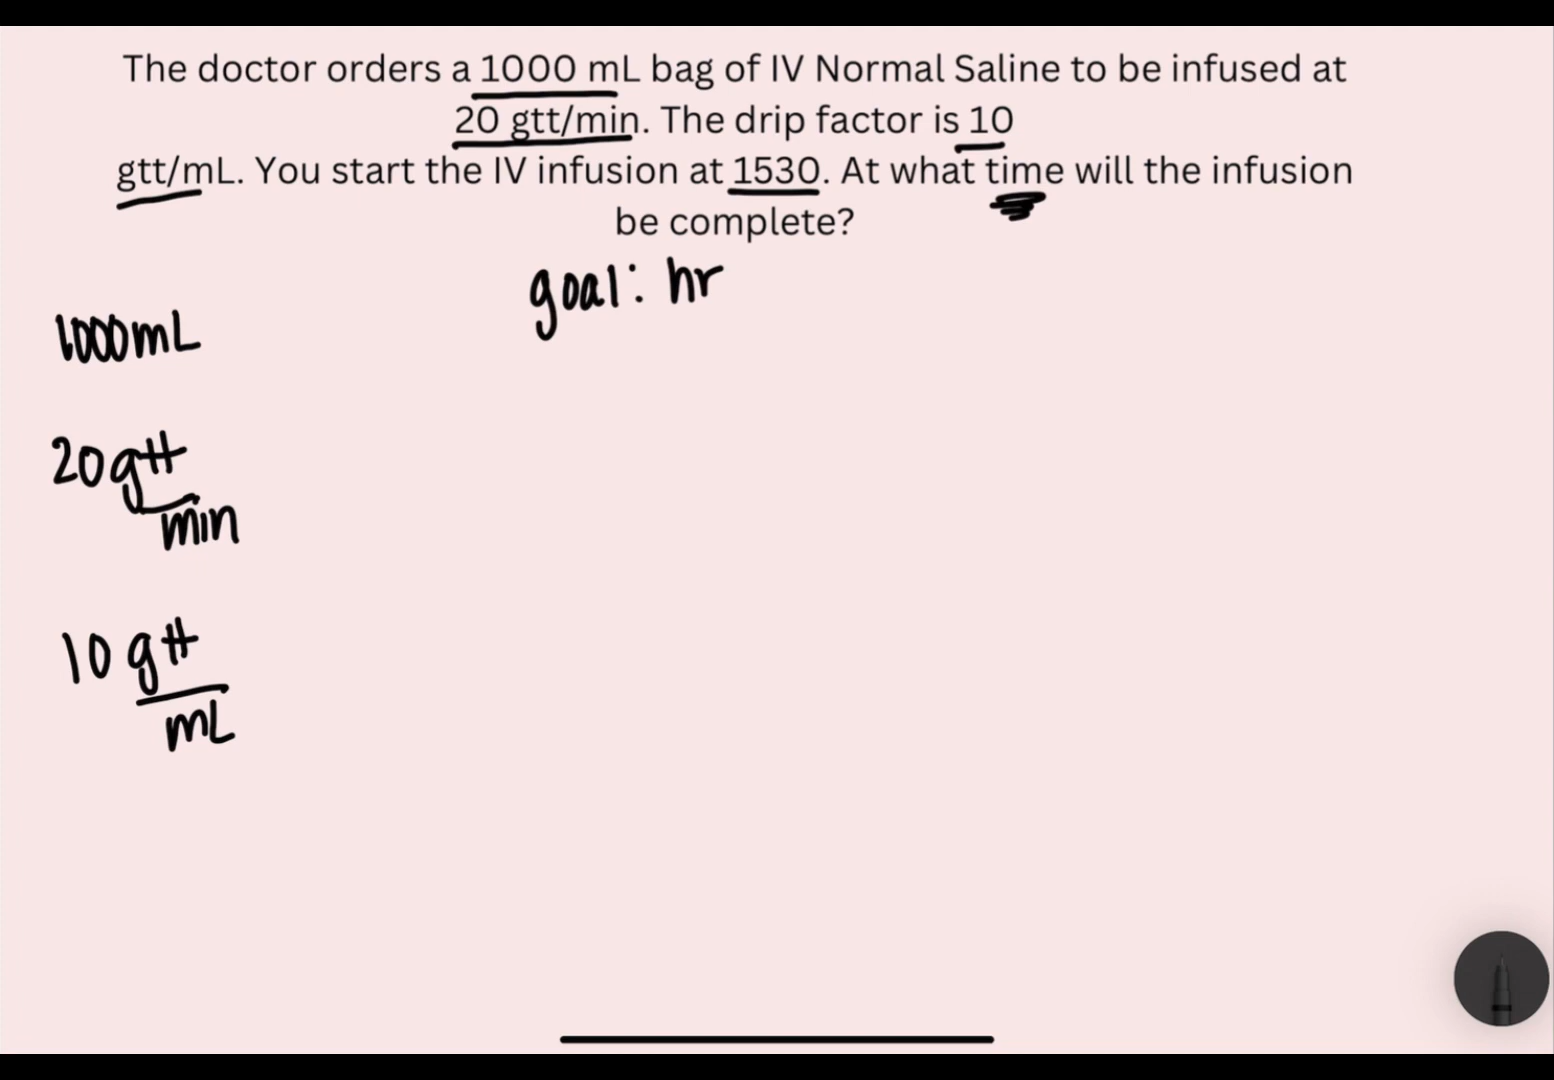 The doctor orders a 1000 mL bag of IV Normal Saline to be infused at
20 gtt/min. The drip factor is 10
gtt/mL. You start the IV infusion at 1530. At what time will the infusion
be complete?
goal: hr
1000mL
20gtt
min
10 gtt
mL